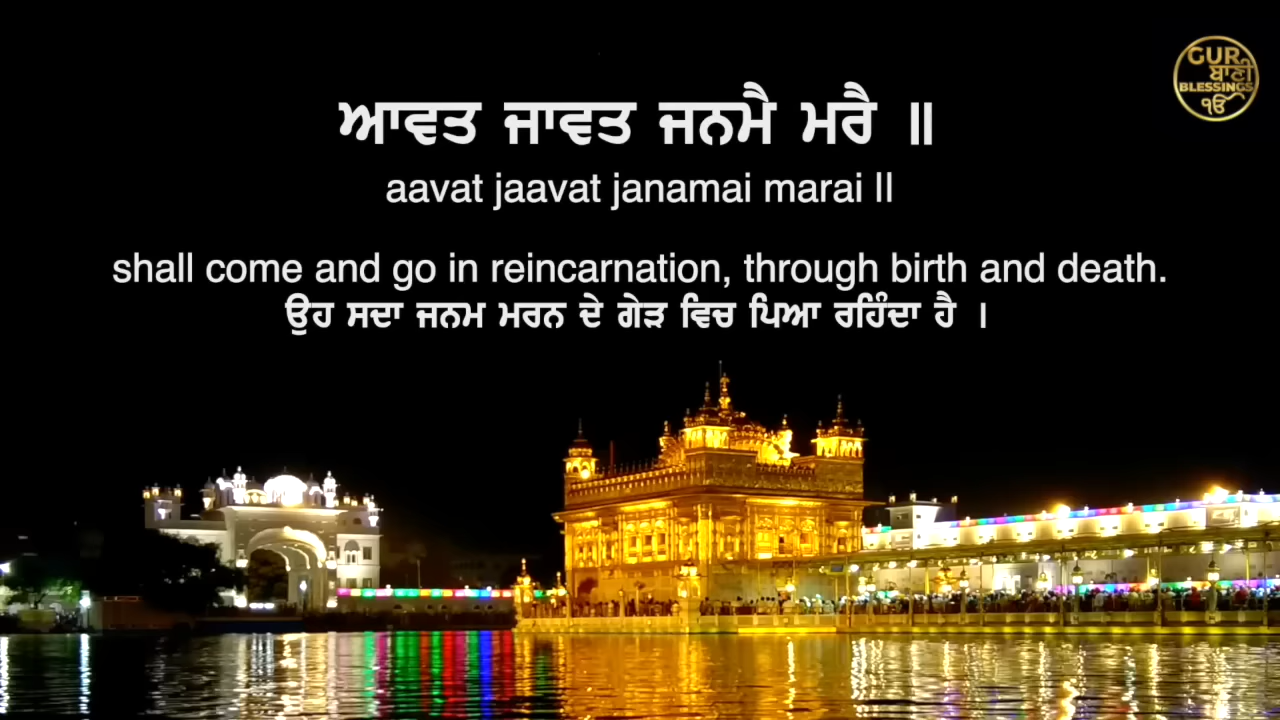 GUR
ਬਾਣੀ
BLESSINGS
ੴ
ਆਵਤ ਜਾਵਤ ਜਨਮੈ ਮਰੈ ॥
aavat jaavat janamai marai ll
shall come and go in reincarnation, through birth and death.
ਉਹ ਸਦਾ ਜਨਮ ਮਰਨ ਦੇ ਗੇੜ ਵਿਚ ਪਿਆ ਰਹਿੰਦਾ ਹੈ ।